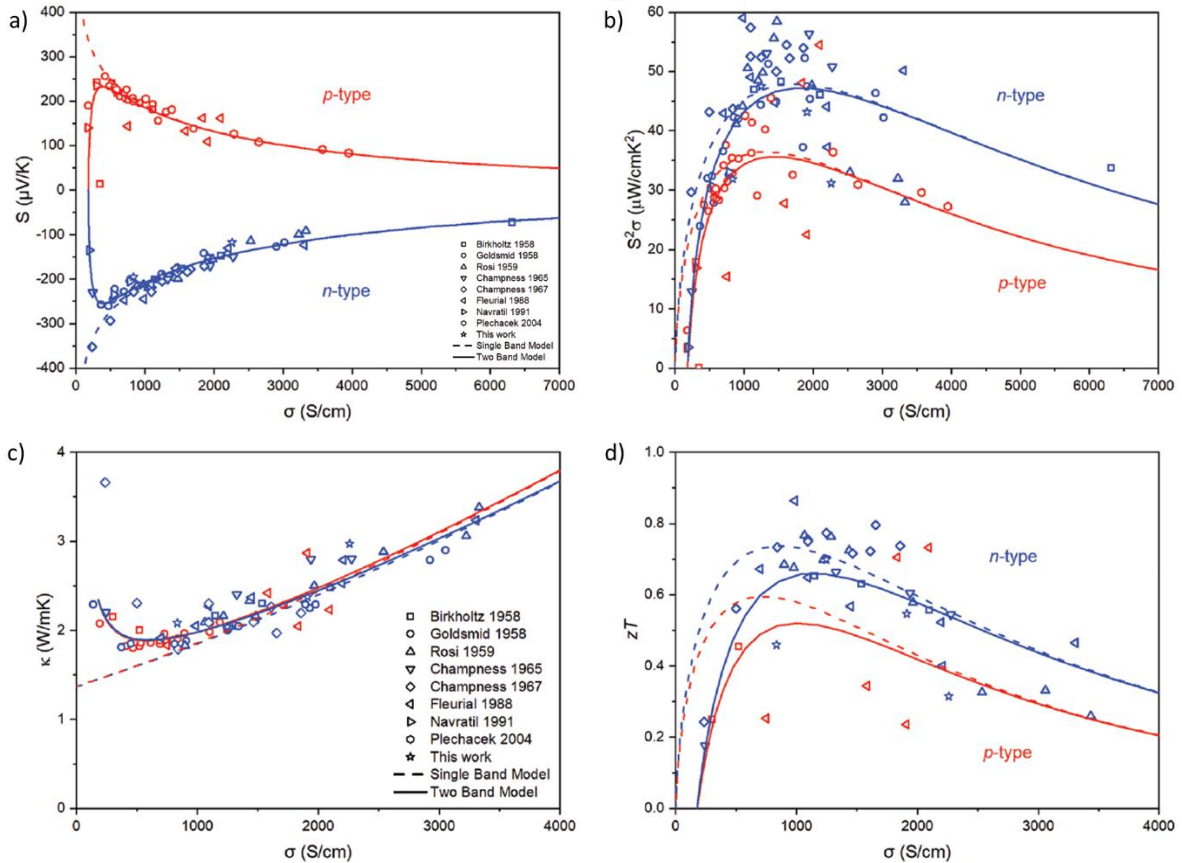 a)
400
300
200
100
0
-100
-200
-300
-400
S (µV/K)
p-type
n-type
Birkholtz 1958
Goldsmid 1958
Rosi 1959
Champness 1965
Champness 1967
Fleurial 1988
Navratil 1991
Plechacek 2004
This work
Single Band Model
Two Band Model
0 1000 2000 3000 4000 5000 6000 7000
σ (S/cm)
b)
60
50
40
30
20
10
0
S²σ (µW/cmK²)
n-type
p-type
0 1000 2000 3000 4000 5000 6000 7000
σ (S/cm)
c)
4
3
2
1
0
κ (W/mK)
Birkholtz 1958
Goldsmid 1958
Rosi 1959
Champness 1965
Champness 1967
Fleurial 1988
Navratil 1991
Plechacek 2004
This work
Single Band Model
Two Band Model
0 1000 2000 3000 4000
σ (S/cm)
d)
1.0
0.8
0.6
0.4
0.2
0.0
zT
n-type
p-type
0 1000 2000 3000 4000
σ (S/cm)